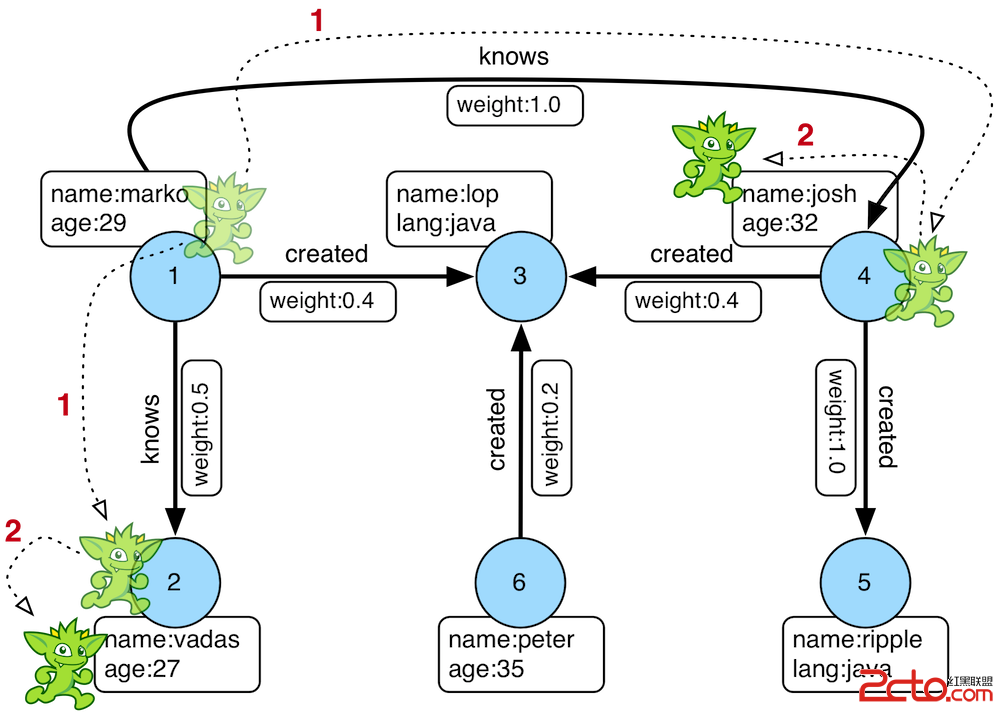 1
knows
weight:1.0
2
name:marko
age:29
name:lop
lang:java
name:josh
age:32
created
created
1
3
4
weight:0.4
weight:0.4
1
knows
weight:0.5
created
weight:0.2
weight:1.0
created
2
2
6
5
name:vadas
age:27
name:peter
age:35
name:ripple
lang:java
2cto.com
红黑联盟